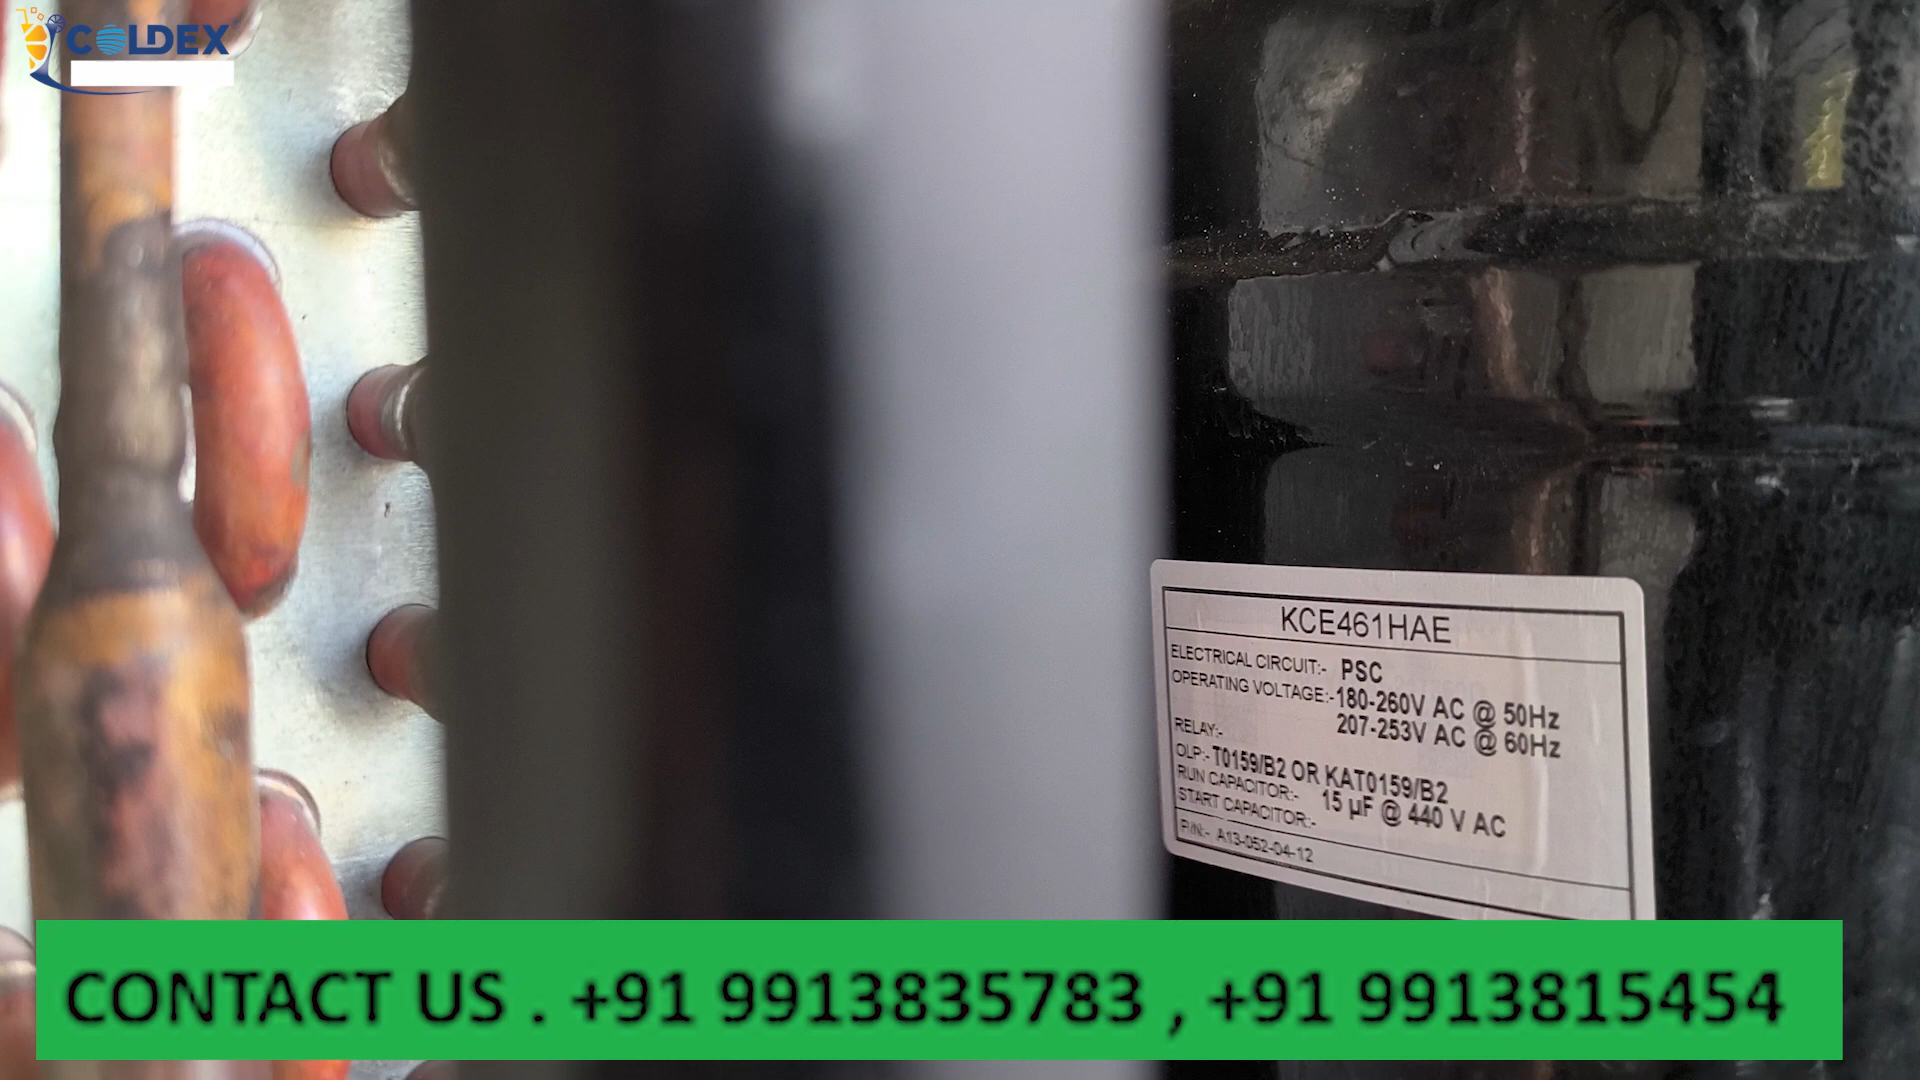 COLDEX
KCE461HAE
ELECTRICAL CIRCUIT:- PSC
OPERATING VOLTAGE:-180-260V AC @ 50Hz
207-253V AC @ 60Hz
RELAY:-
OLP:- T0159/B2 OR KAT0159/B2
RUN CAPACITOR:- 15 µF @ 440 V AC
START CAPACITOR:-
P/N:- A13-052-04-12
CONTACT US . +91 9913835783 , +91 9913815454